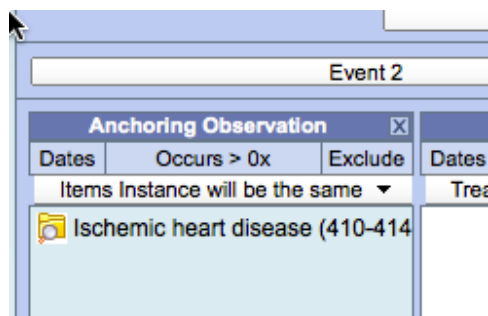 Event 2
Anchoring Observation X
Dates Occurs > 0x Exclude Dates
Items Instance will be the same
Ischemic heart disease (410-414